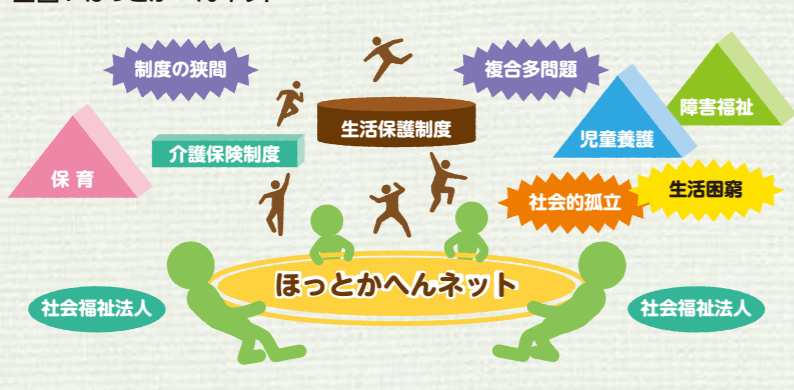 制度の狭間
複合多問題
障害福祉
生活保護制度
児童養護
介護保険制度
保育
社会的孤立
生活困窮
ほっとかへんネット
社会福祉法人
社会福祉法人